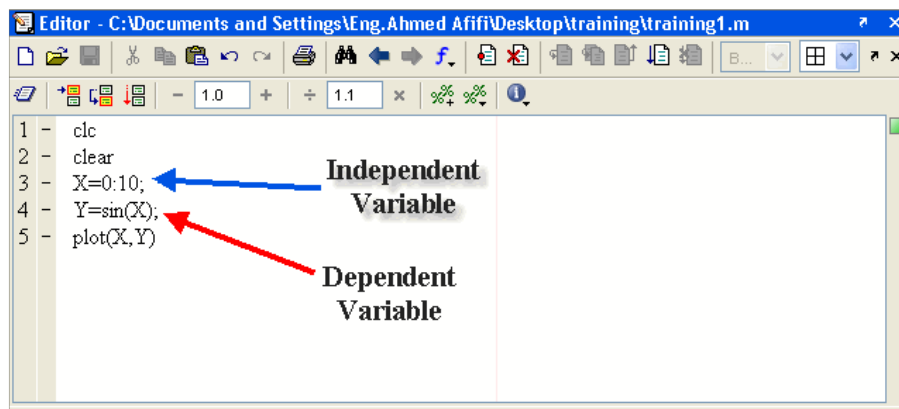 Editor - C:\Documents and Settings\Eng.Ahmed Afifi\Desktop\training\training1.m
B...
1.0
1.1
1 - clc
2 - clear
3 - X=0:10;
4 - Y=sin(X);
5 - plot(X,Y)
Independent
Variable
Dependent
Variable